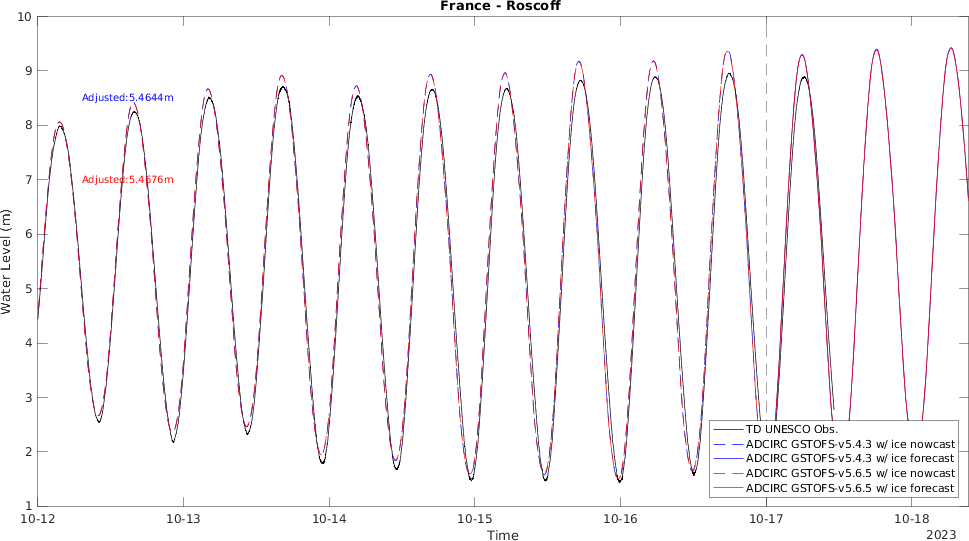 France - Roscoff
10
9
8
7
6
5
4
3
2
1
Water Level (m)
Adjusted:5.4644m
Adjusted:5.4676m
TD UNESCO Obs.
ADCIRC GSTOFS-v5.4.3 w/ ice nowcast
ADCIRC GSTOFS-v5.4.3 w/ ice forecast
ADCIRC GSTOFS-v5.6.5 w/ ice nowcast
ADCIRC GSTOFS-v5.6.5 w/ ice forecast
10-12
10-13
10-14
10-15
10-16
10-17
10-18
Time
2023